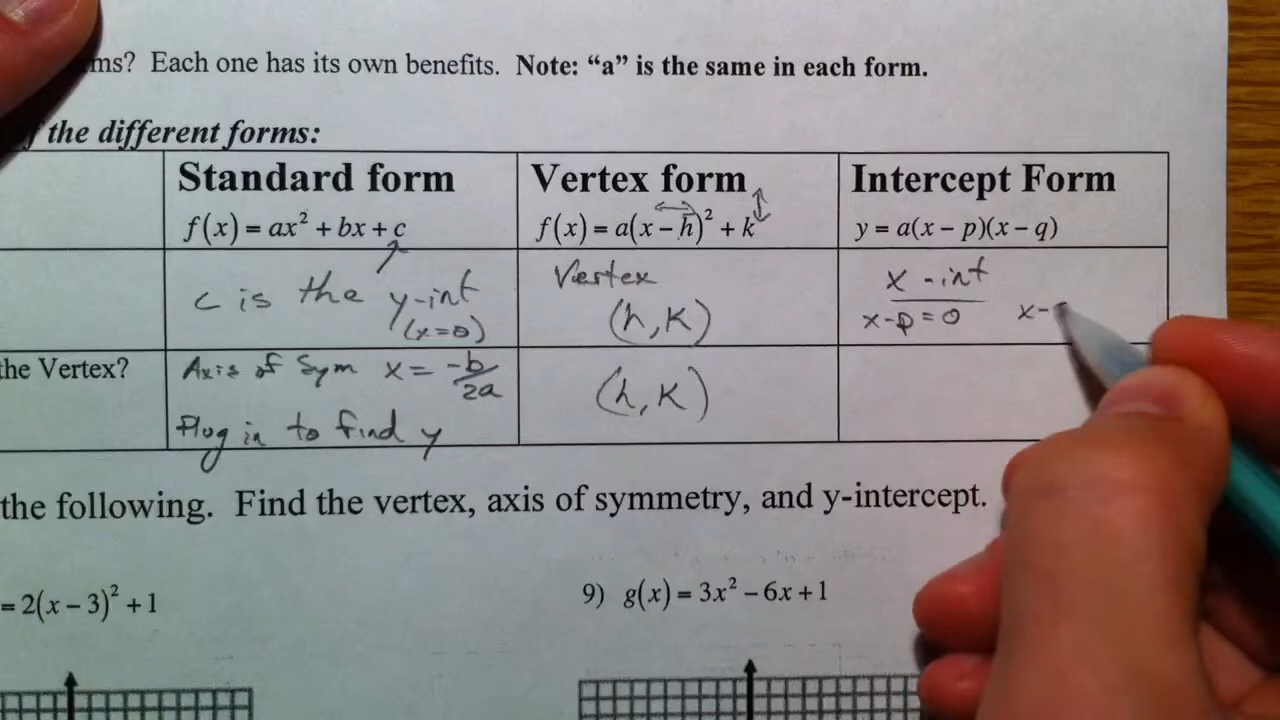 ms? Each one has its own benefits. Note: “a” is the same in each form.
the different forms:
Standard form
f(x) = ax² + bx + c
Vertex form
f(x) = a(x − h)² + k
Intercept Form
y = a(x − p)(x − q)
c is the y-int
(x=0)
Vertex
(h,K)
x-int
x-p=0 x-
the Vertex?
Axis of Sym x = -b/2a
Plug in to find y
(h,K)
the following. Find the vertex, axis of symmetry, and y-intercept.
= 2(x − 3)² + 1
9) g(x) = 3x² − 6x + 1